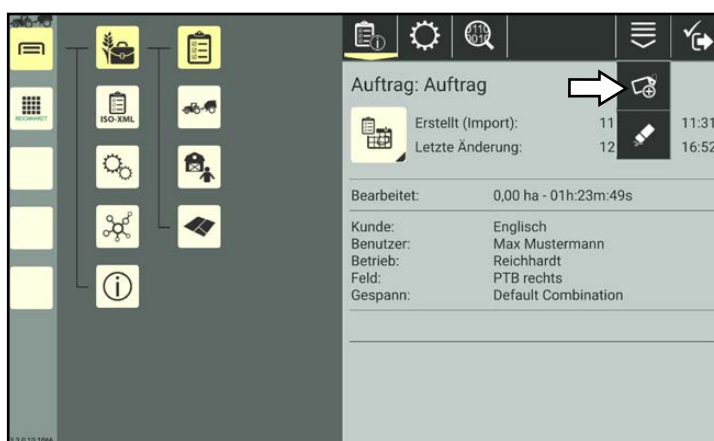 ISO-XML
REICHHARDT
Auftrag: Auftrag
Erstellt (Import): 11 11:31
Letzte Änderung: 12 16:52
Bearbeitet: 0,00 ha - 01h:23m:49s
Kunde: Englisch
Benutzer: Max Mustermann
Betrieb: Reichhardt
Feld: PTB rechts
Gespann: Default Combination